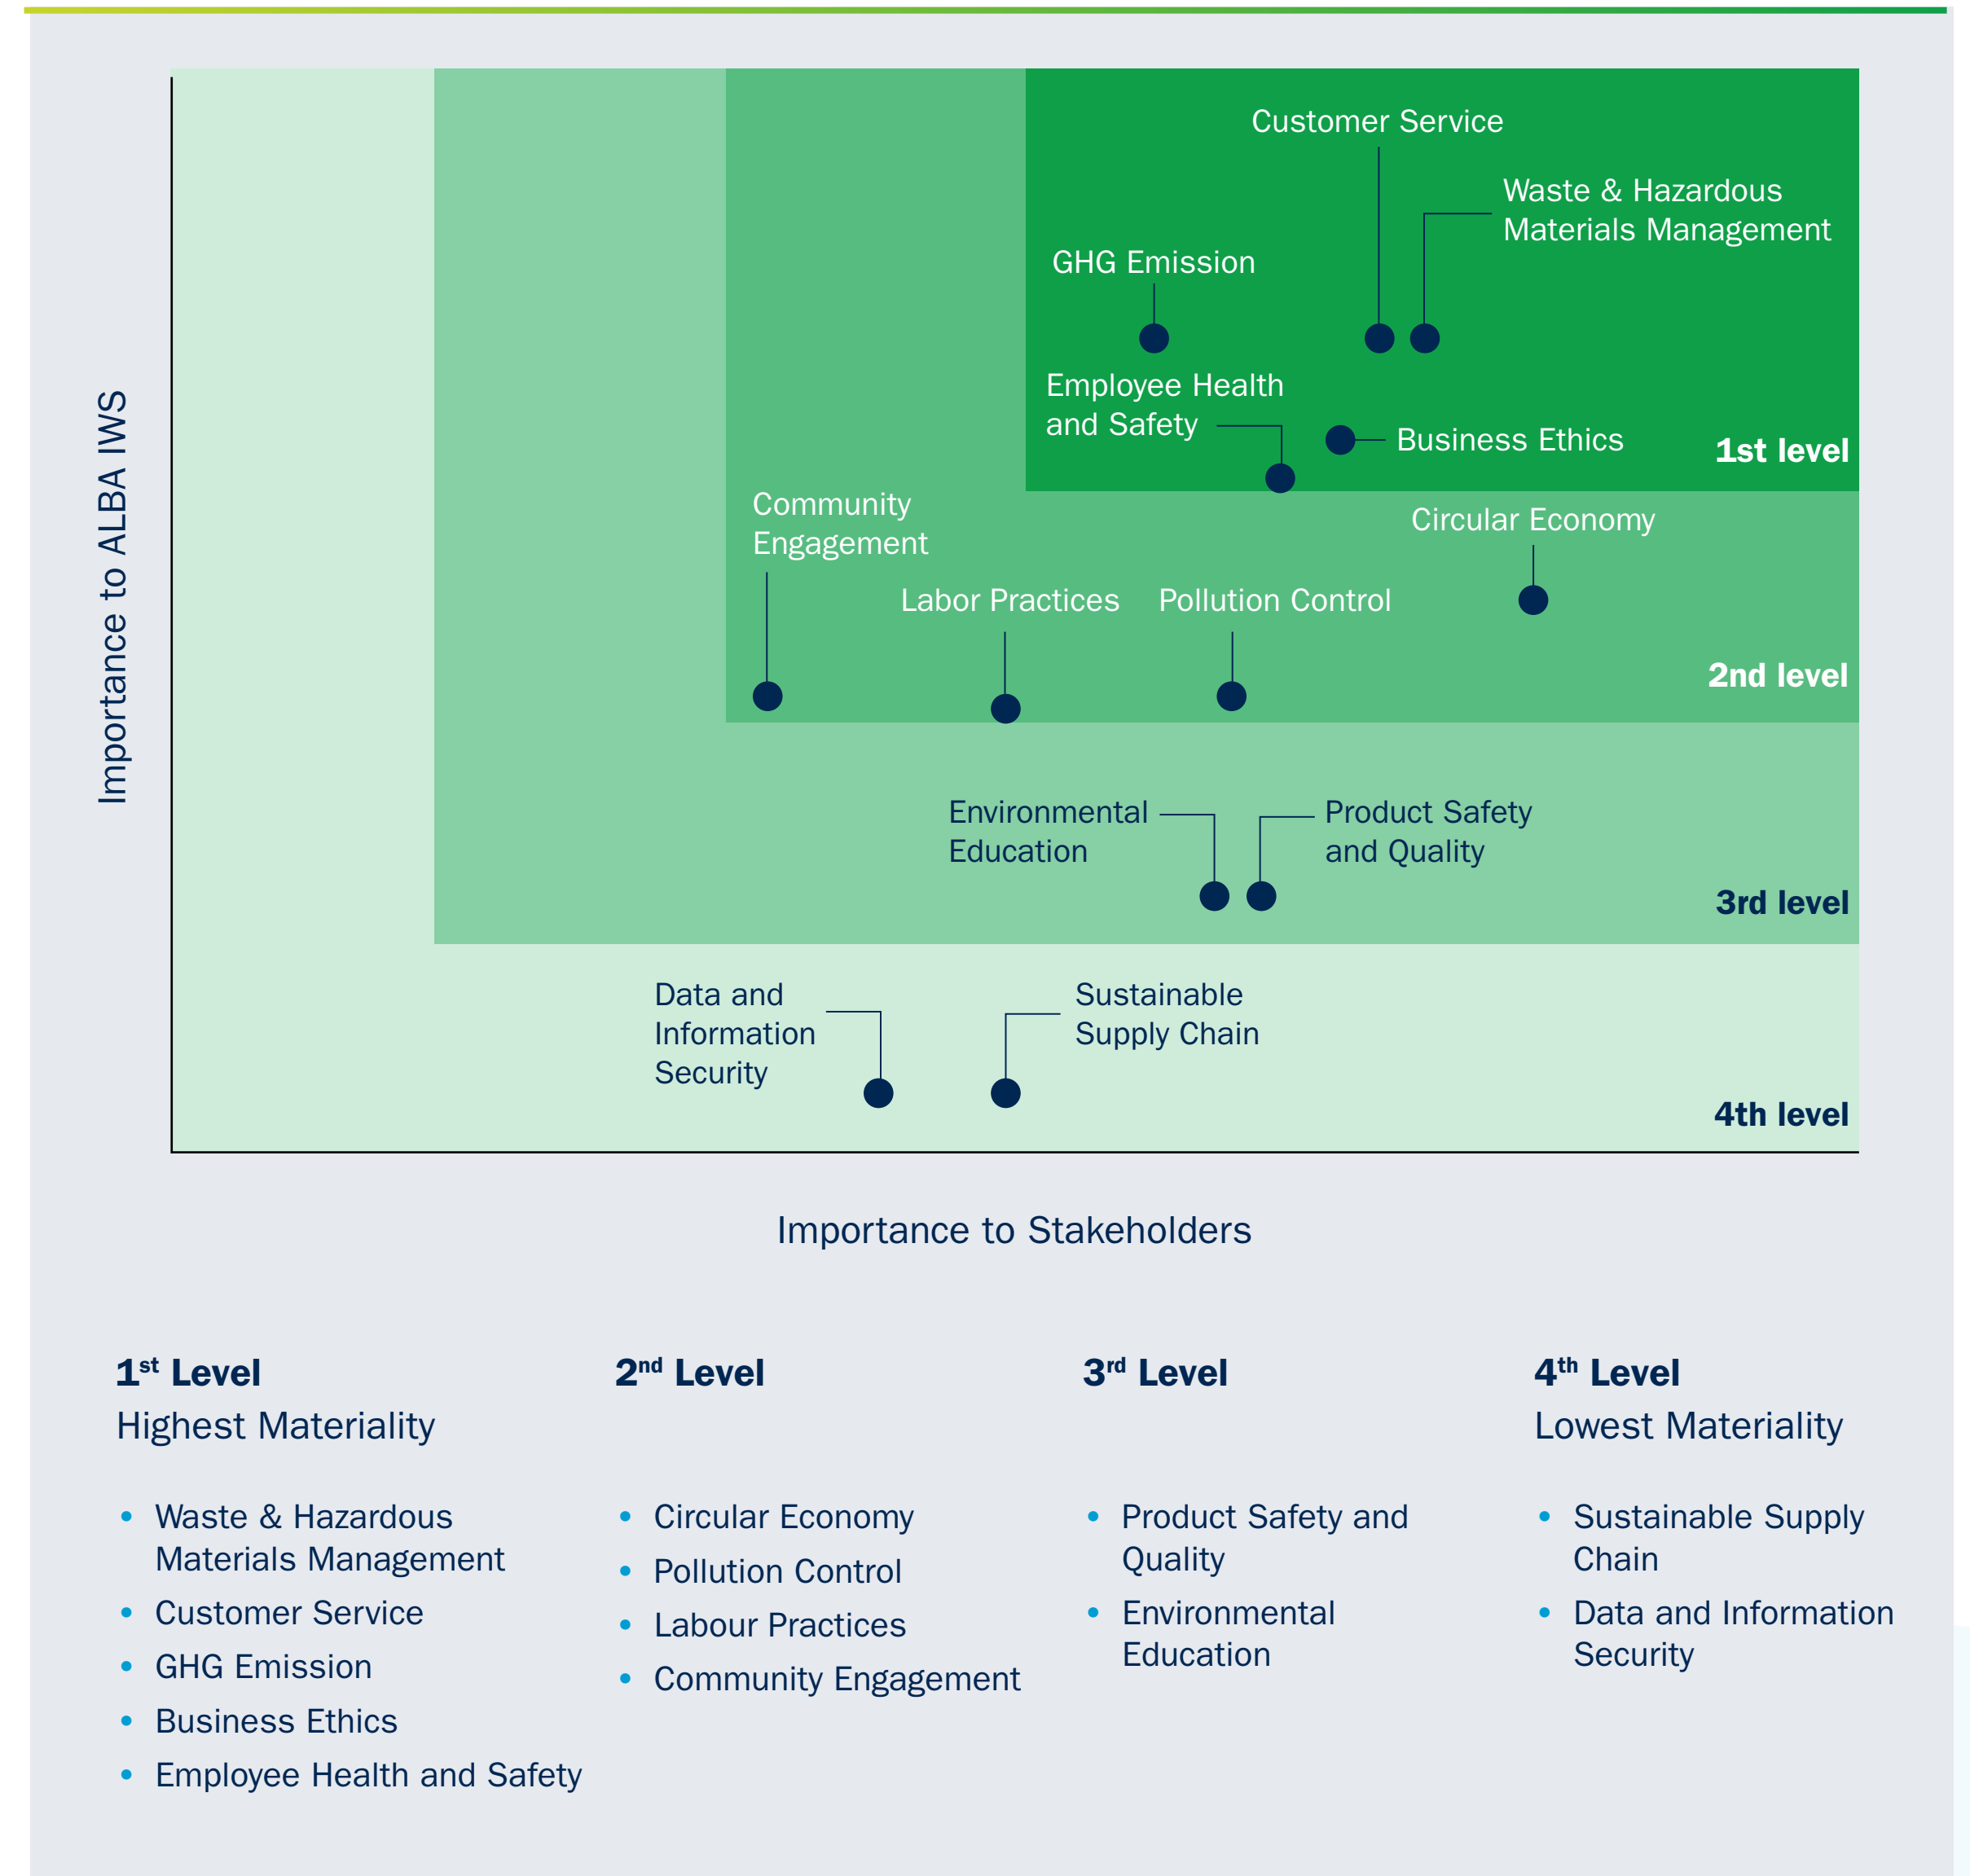 Customer Service
Waste & Hazardous
Materials Management
GHG Emission
Employee Health
and Safety
Business Ethics
1st level
Community
Engagement
Circular Economy
Labor Practices
Pollution Control
2nd level
Environmental
Education
Product Safety
and Quality
3rd level
Data and
Information
Security
Sustainable
Supply Chain
4th level
Importance to ALBA IWS
Importance to Stakeholders
1st Level
Highest Materiality
• Waste & Hazardous
Materials Management
• Customer Service
• GHG Emission
• Business Ethics
• Employee Health and Safety
2nd Level
• Circular Economy
• Pollution Control
• Labour Practices
• Community Engagement
3rd Level
• Product Safety and
Quality
• Environmental
Education
4th Level
Lowest Materiality
• Sustainable Supply
Chain
• Data and Information
Security